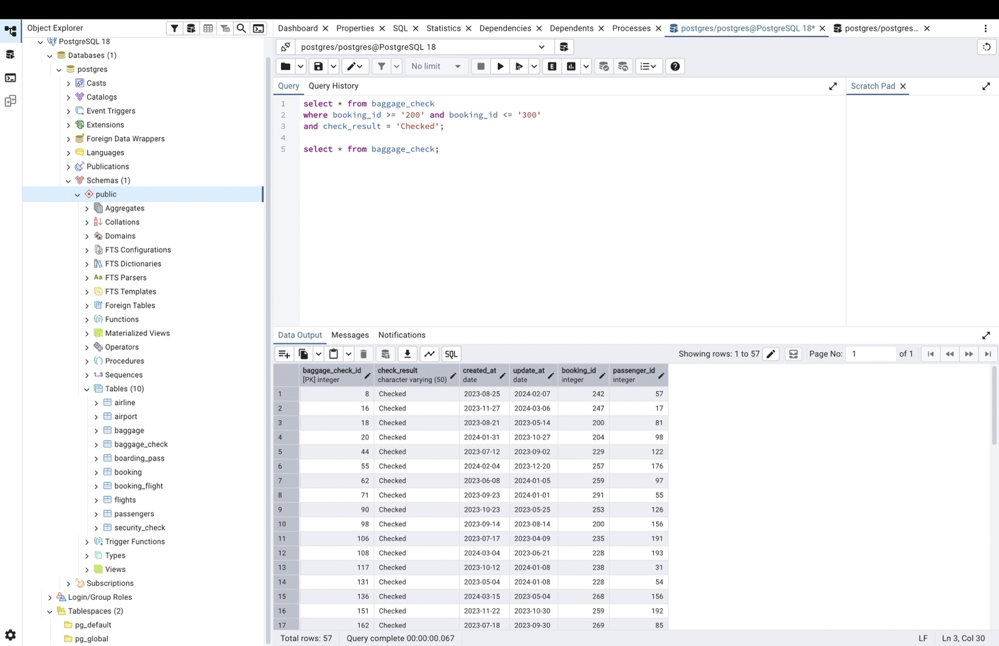 Object Explorer
PostgreSQL 18
Databases (1)
postgres
Casts
Catalogs
Event Triggers
Extensions
Foreign Data Wrappers
Languages
Publications
Schemas (1)
public
Aggregates
Collations
Domains
FTS Configurations
FTS Dictionaries
Aa FTS Parsers
FTS Templates
Foreign Tables
Functions
Materialized Views
Operators
Procedures
1..3 Sequences
Tables (10)
airline
airport
baggage
baggage_check
boarding_pass
booking
booking_flight
flights
passengers
security_check
Trigger Functions
Types
Views
Subscriptions
Login/Group Roles
Tablespaces (2)
pg_default
pg_global
Dashboard Properties SQL Statistics Dependencies Dependents Processes postgres/postgres@PostgreSQL 18* postgres/postgres...
postgres/postgres@PostgreSQL 18
No limit E
Query Query History Scratch Pad
1 select * from baggage_check
2 where booking_id >= '200' and booking_id <= '300'
3 and check_result = 'Checked';
4
5 select * from baggage_check;
Data Output Messages Notifications
SQL Showing rows: 1 to 57 Page No: 1 of 1
baggage_check_id check_result created_at update_at booking_id passenger_id
[PK] integer character varying (50) date date integer integer
1 8 Checked 2023-08-25 2024-02-07 242 57
2 16 Checked 2023-11-27 2024-03-06 247 17
3 18 Checked 2023-08-21 2023-05-14 200 81
4 20 Checked 2024-01-31 2023-10-27 204 98
5 44 Checked 2023-07-12 2023-09-02 229 122
6 55 Checked 2024-02-04 2023-12-20 257 176
7 62 Checked 2023-06-08 2024-01-05 259 97
8 71 Checked 2023-09-23 2024-01-01 291 55
9 90 Checked 2023-10-23 2023-05-25 253 126
10 98 Checked 2023-09-14 2023-08-14 200 156
11 106 Checked 2023-07-17 2023-04-09 235 191
12 108 Checked 2024-03-04 2023-06-21 228 193
13 117 Checked 2023-10-12 2024-01-08 238 31
14 131 Checked 2023-05-04 2024-01-08 228 54
15 136 Checked 2024-03-15 2023-05-04 268 156
16 151 Checked 2023-11-22 2023-10-30 259 192
17 162 Checked 2023-07-18 2023-09-30 269 85
Total rows: 57 Query complete 00:00:00.067 LF Ln 3, Col 30